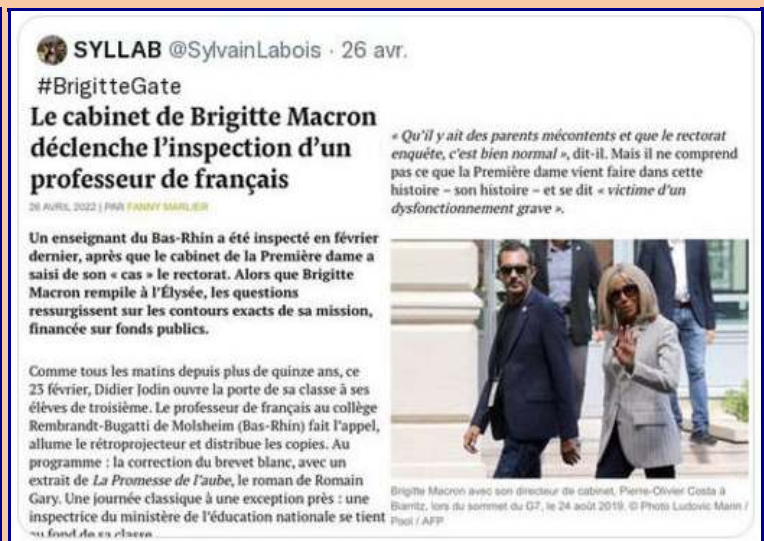 SYLLAB @SylvainLabois · 26 avr.
#BrigitteGate
Le cabinet de Brigitte Macron
déclenche l’inspection d’un
professeur de français
26 AVRIL 2022 | PAR FANNY MARLIER
Un enseignant du Bas-Rhin a été inspecté en février
dernier, après que le cabinet de la Première dame a
saisi de son « cas » le rectorat. Alors que Brigitte
Macron rempile à l’Élysée, les questions
ressurgissent sur les contours exacts de sa mission,
financée sur fonds publics.
Comme tous les matins depuis plus de quinze ans, ce
23 février, Didier Jodin ouvre la porte de sa classe à ses
élèves de troisième. Le professeur de français au collège
Rembrandt-Bugatti de Molsheim (Bas-Rhin) fait l’appel,
allume le rétroprojecteur et distribue les copies. Au
programme : la correction du brevet blanc, avec un
extrait de La Promesse de l’aube, le roman de Romain
Gary. Une journée classique à une exception près : une
inspectrice du ministère de l’éducation nationale se tient
au fond de sa classe
« Qu’il y ait des parents mécontents et que le rectorat
enquête, c’est bien normal », dit-il. Mais il ne comprend
pas ce que la Première dame vient faire dans cette
histoire – son histoire – et se dit « victime d’un
dysfonctionnement grave ».
Brigitte Macron avec son directeur de cabinet, Pierre-Olivier Costa à
Biarritz, lors du sommet du G7, le 24 août 2019. © Photo Ludovic Marin /
Pool / AFP